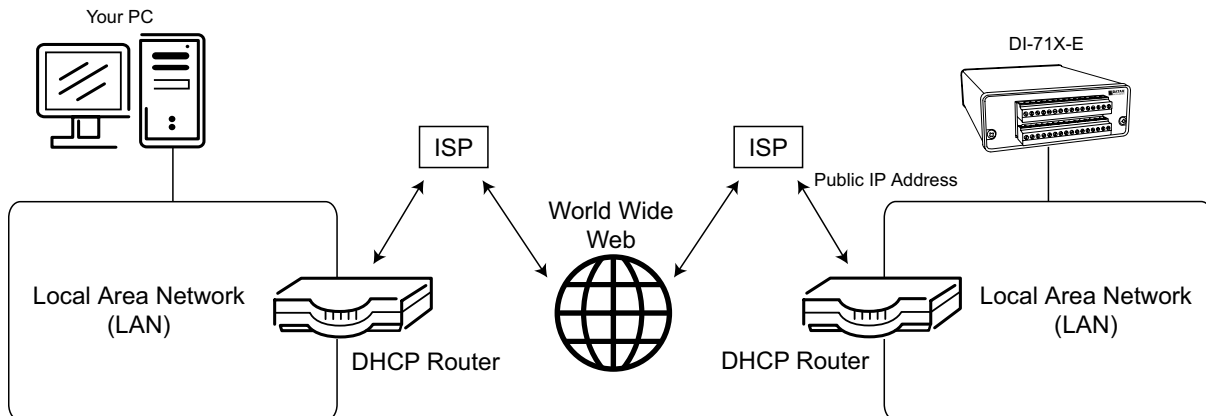 Your PC
DI-71X-E
ISP
ISP
Public IP Address
World Wide
Web
Local Area Network
(LAN)
Local Area Network
(LAN)
DHCP Router
DHCP Router